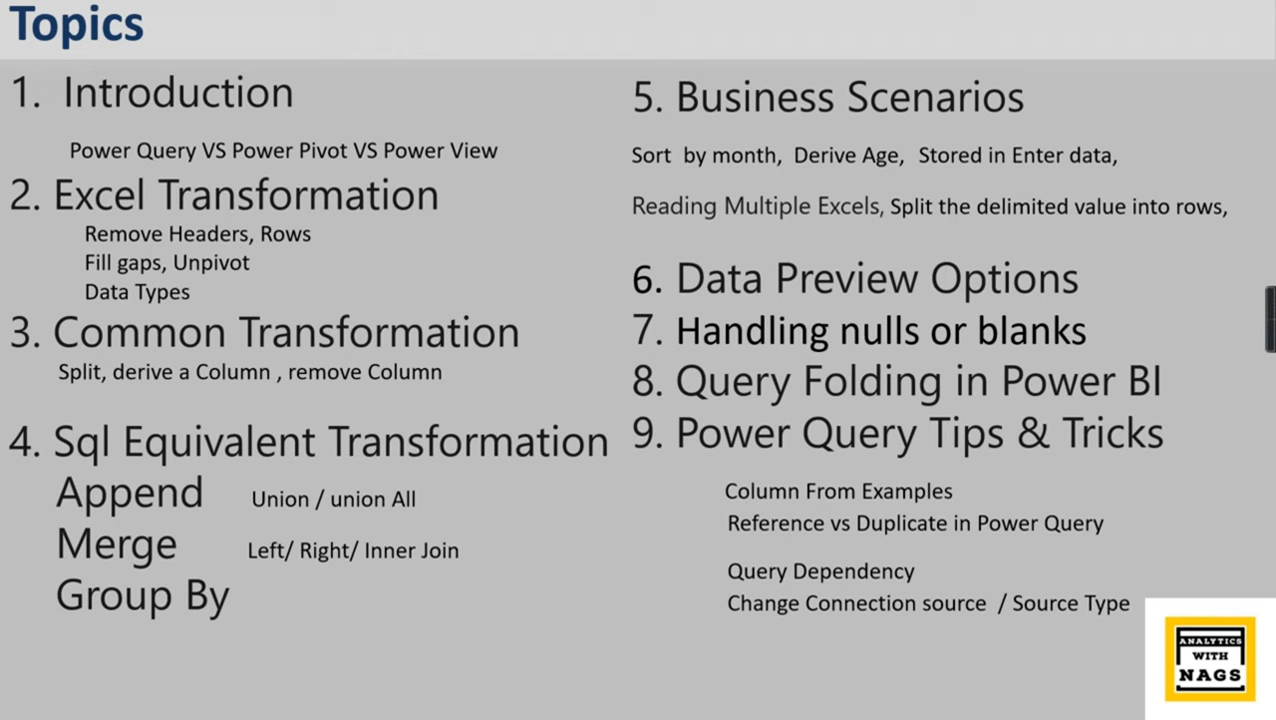 Topics
1. Introduction
Power Query VS Power Pivot VS Power View
2. Excel Transformation
Remove Headers, Rows
Fill gaps, Unpivot
Data Types
3. Common Transformation
Split, derive a Column , remove Column
4. Sql Equivalent Transformation
Append Union / union All
Merge Left/ Right/ Inner Join
Group By
5. Business Scenarios
Sort by month, Derive Age, Stored in Enter data,
Reading Multiple Excels, Split the delimited value into rows,
6. Data Preview Options
7. Handling nulls or blanks
8. Query Folding in Power BI
9. Power Query Tips & Tricks
Column From Examples
Reference vs Duplicate in Power Query
Query Dependency
Change Connection source / Source Type
ANALYTICS
WITH
NAGS